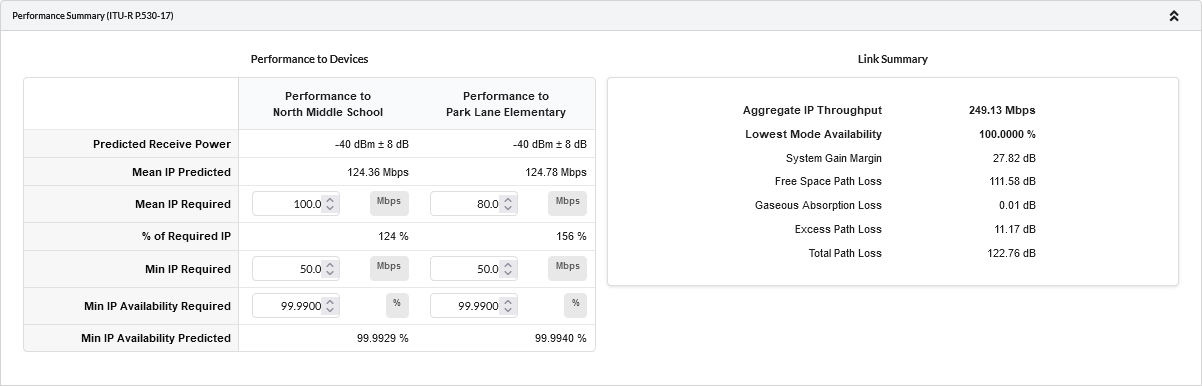 Performance Summary (ITU-R P.530-17)
Performance to Devices
Performance to North Middle School Performance to Park Lane Elementary
Predicted Receive Power -40 dBm ± 8 dB -40 dBm ± 8 dB
Mean IP Predicted 124.36 Mbps 124.78 Mbps
Mean IP Required 100.0 Mbps 80.0 Mbps
% of Required IP 124 % 156 %
Min IP Required 50.0 Mbps 50.0 Mbps
Min IP Availability Required 99.9900 % 99.9900 %
Min IP Availability Predicted 99.9929 % 99.9940 %
Link Summary
Aggregate IP Throughput 249.13 Mbps
Lowest Mode Availability 100.0000 %
System Gain Margin 27.82 dB
Free Space Path Loss 111.58 dB
Gaseous Absorption Loss 0.01 dB
Excess Path Loss 11.17 dB
Total Path Loss 122.76 dB